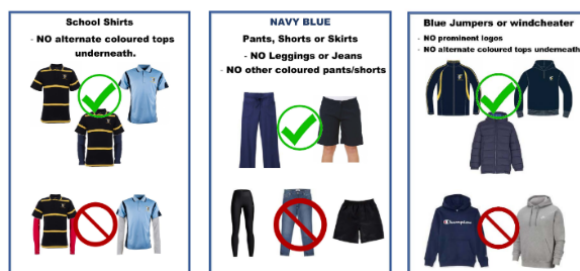 School Shirts
- NO alternate coloured tops
underneath.
NAVY BLUE
Pants, Shorts or Skirts
- NO Leggings or Jeans
- NO other coloured pants/shorts
Blue Jumpers or windcheater
- NO prominent logos
- NO alternate coloured tops underneath
Champion